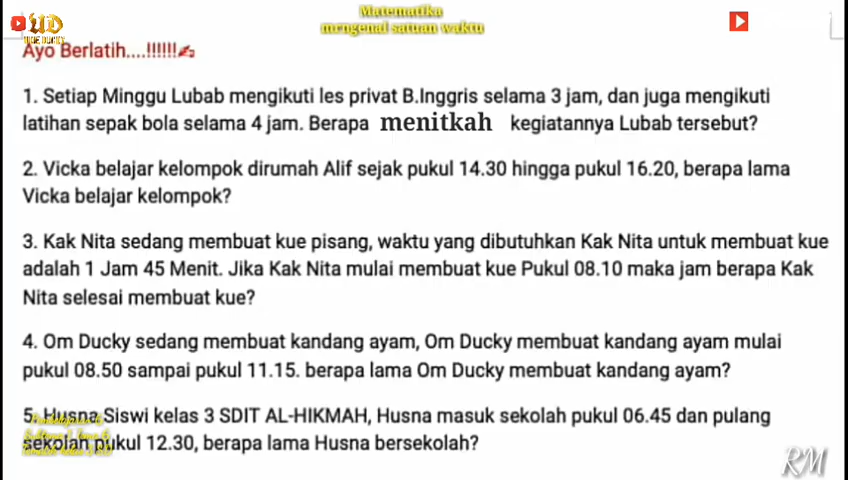 Matematika
mengenal satuan waktu
UD
Ayo Berlatih....!!!!!!✍
1. Setiap Minggu Lubab mengikuti les privat B.Inggris selama 3 jam, dan juga mengikuti
latihan sepak bola selama 4 jam. Berapa menitkah kegiatannya Lubab tersebut?
2. Vicka belajar kelompok dirumah Alif sejak pukul 14.30 hingga pukul 16.20, berapa lama
Vicka belajar kelompok?
3. Kak Nita sedang membuat kue pisang, waktu yang dibutuhkan Kak Nita untuk membuat kue
adalah 1 Jam 45 Menit. Jika Kak Nita mulai membuat kue Pukul 08.10 maka jam berapa Kak
Nita selesai membuat kue?
4. Om Ducky sedang membuat kandang ayam, Om Ducky membuat kandang ayam mulai
pukul 08.50 sampai pukul 11.15. berapa lama Om Ducky membuat kandang ayam?
5. Husna Siswi kelas 3 SDIT AL-HIKMAH, Husna masuk sekolah pukul 06.45 dan pulang
sekolah pukul 12.30, berapa lama Husna bersekolah?
RM